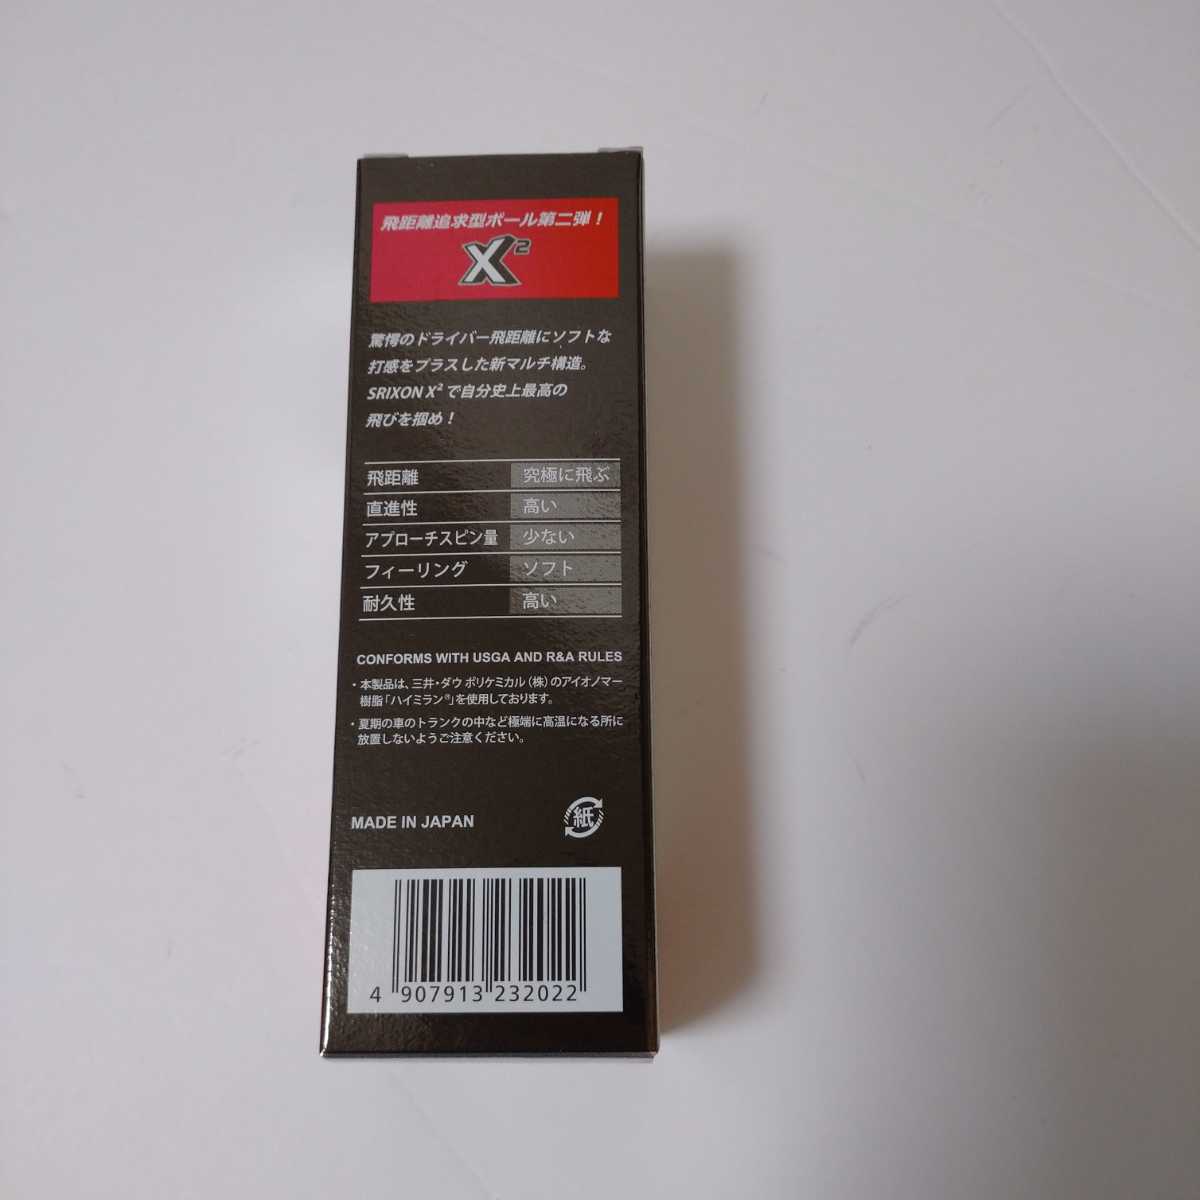 飛距離追求型ボール第二弾！
X²
驚愕のドライバー飛距離にソフトな
打感をプラスした新マルチ構造。
SRIXON X² で自分史上最高の
飛びを掴め！
飛距離 究極に飛ぶ
直進性 高い
アプローチスピン量 少ない
フィーリング ソフト
耐久性 高い
CONFORMS WITH USGA AND R&A RULES
・本製品は、三井・ダウ ポリケミカル（株）のアイオノマー
樹脂「ハイミラン®」を使用しております。
・夏期の車のトランクの中など極端に高温になる所に
放置しないようご注意ください。
MADE IN JAPAN
紙
4 907913 232022